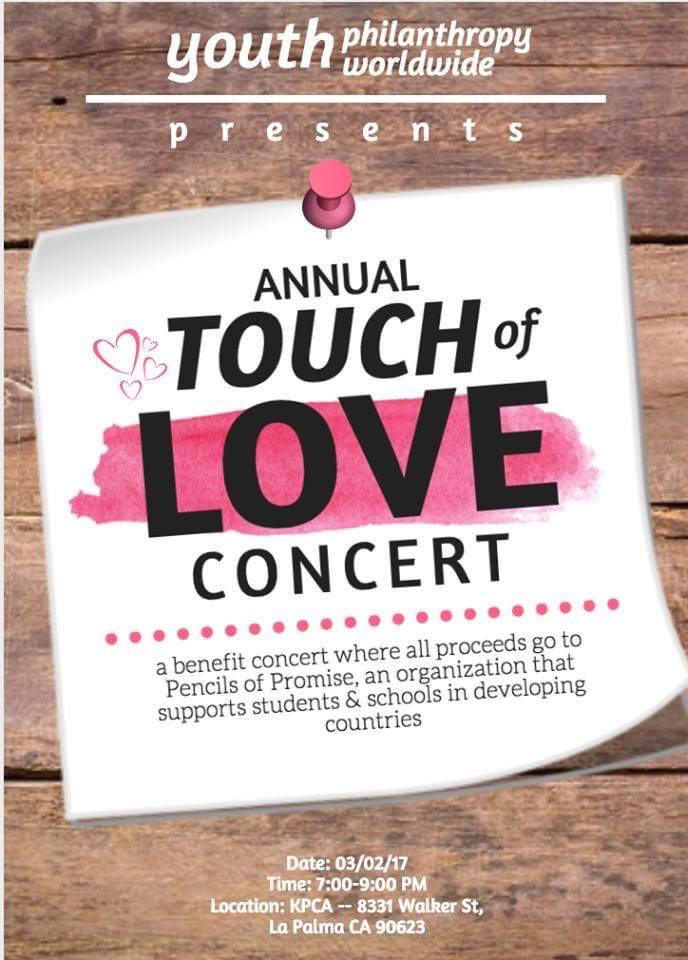 youth philanthropy
worldwide
presents
ANNUAL
TOUCH of
LOVE
CONCERT
a benefit concert where all proceeds go to
Pencils of Promise, an organization that
supports students & schools in developing
countries
Date: 03/02/17
Time: 7:00-9:00 PM
Location: KPCA -- 8331 Walker St,
La Palma CA 90623